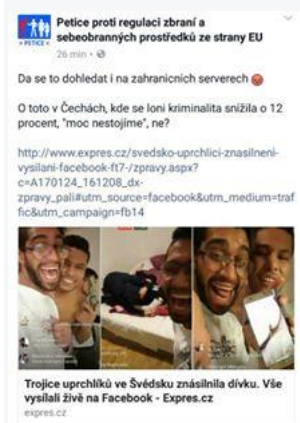 Petice proti regulaci zbraní a
sebeobranných prostředků ze strany EU
PETICE
26 min •
Da se to dohledat i na zahranicnich serverech
O toto v Čechách, kde se loni kriminalita snížila o 12
procent, "moc nestojíme", ne?
http://www.expres.cz/svedsko-uprchlici-znasilneni-
vysilani-facebook-ft7-/zpravy.aspx?
c=A170124_161208_dx-
zpravy_pali#utm_source=facebook&utm_medium=traf
fic&utm_campaign=fb14
Trojice uprchlíků ve Švédsku znásilnila dívku. Vše
vysílali živě na Facebook - Expres.cz
expres.cz